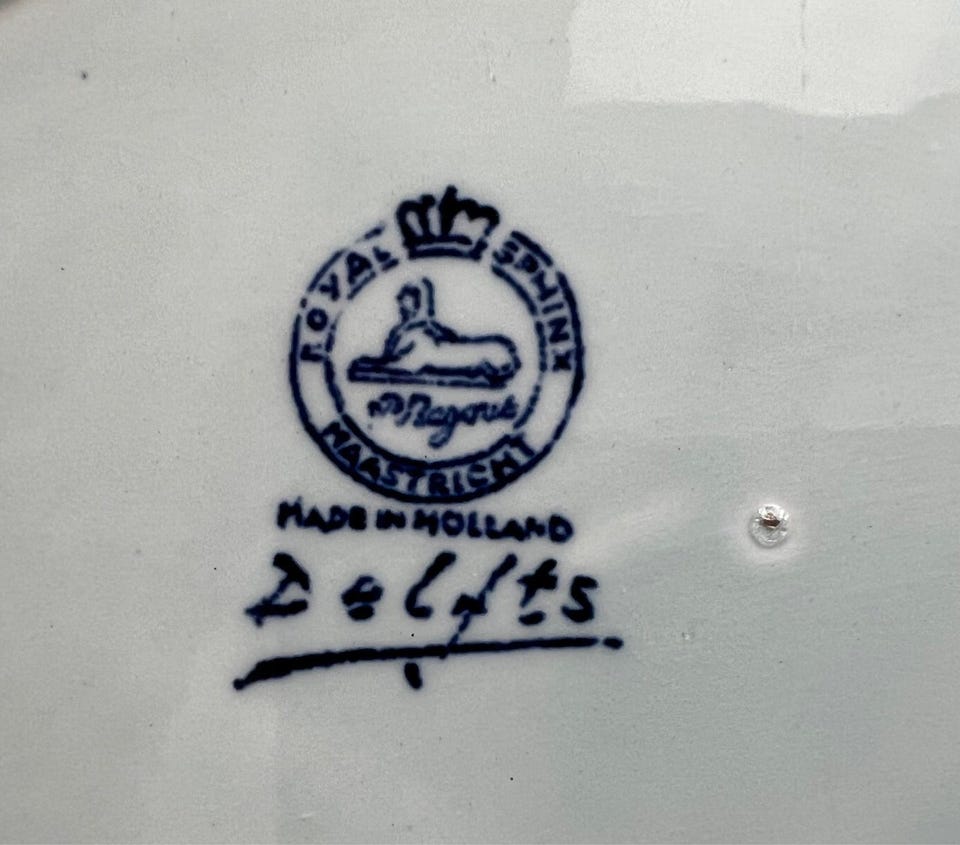 ROYAL SPHINX
P. Regout
MAASTRICHT
MADE IN HOLLAND
Delfts